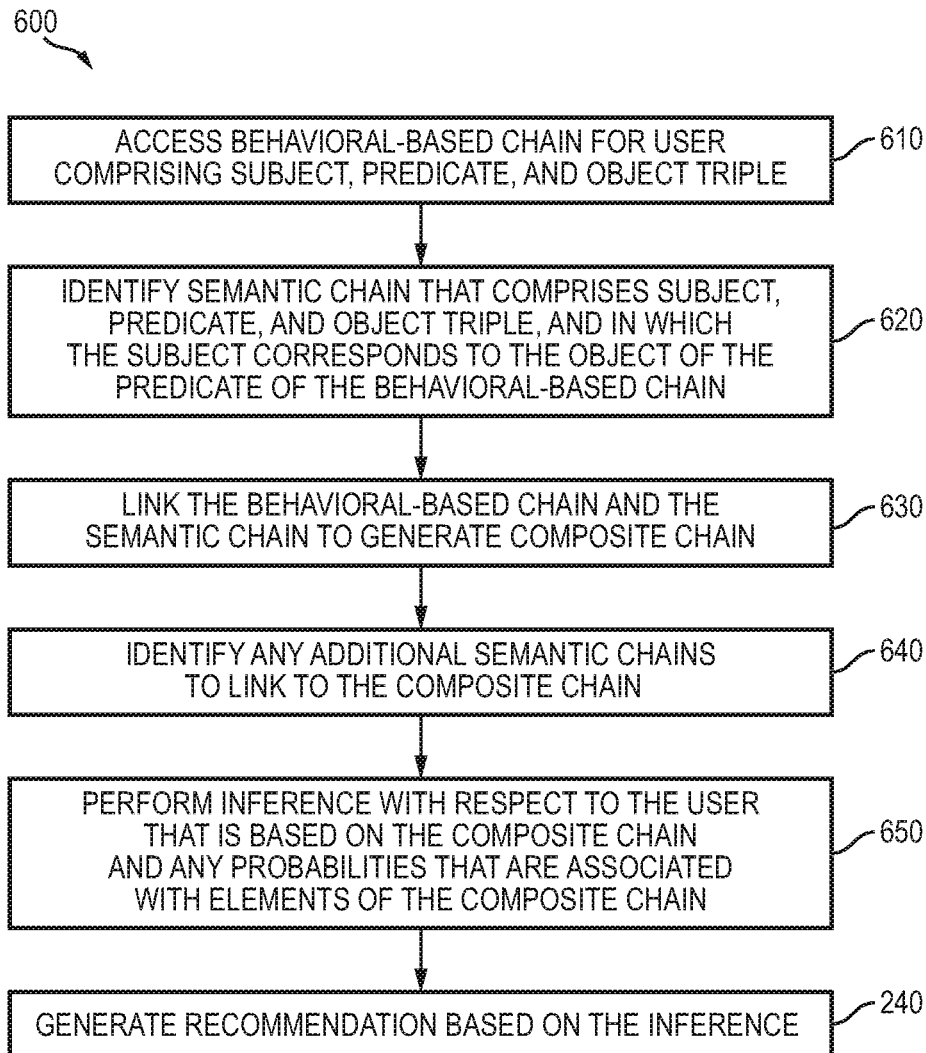 600
ACCESS BEHAVIORAL-BASED CHAIN FOR USER
COMPRISING SUBJECT, PREDICATE, AND OBJECT TRIPLE
610
IDENTIFY SEMANTIC CHAIN THAT COMPRISES SUBJECT,
PREDICATE, AND OBJECT TRIPLE, AND IN WHICH
THE SUBJECT CORRESPONDS TO THE OBJECT OF THE
PREDICATE OF THE BEHAVIORAL-BASED CHAIN
620
LINK THE BEHAVIORAL-BASED CHAIN AND THE
SEMANTIC CHAIN TO GENERATE COMPOSITE CHAIN
630
IDENTIFY ANY ADDITIONAL SEMANTIC CHAINS
TO LINK TO THE COMPOSITE CHAIN
640
PERFORM INFERENCE WITH RESPECT TO THE USER
THAT IS BASED ON THE COMPOSITE CHAIN
AND ANY PROBABILITIES THAT ARE ASSOCIATED
WITH ELEMENTS OF THE COMPOSITE CHAIN
650
GENERATE RECOMMENDATION BASED ON THE INFERENCE
240